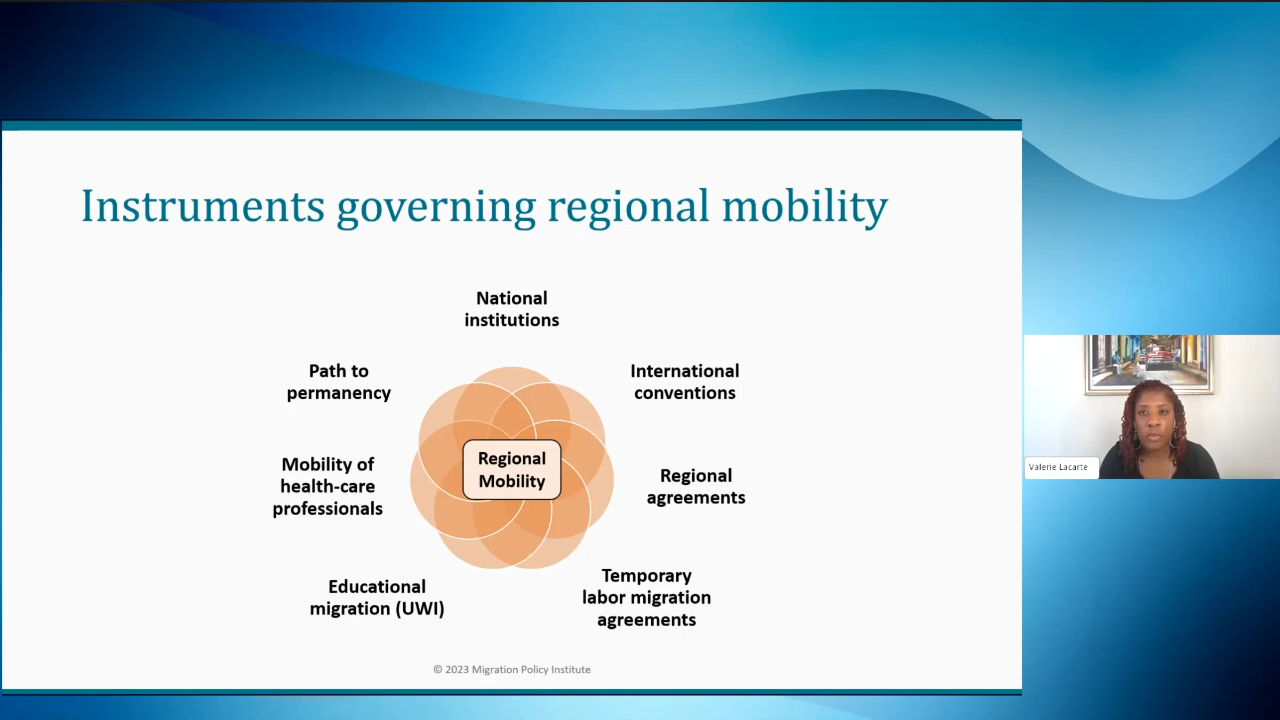 Instruments governing regional mobility
National
institutions
International
conventions
Regional
agreements
Temporary
labor migration
agreements
Educational
migration (UWI)
Mobility of
health-care
professionals
Path to
permanency
Regional
Mobility
© 2023 Migration Policy Institute
Valerie Lacarte